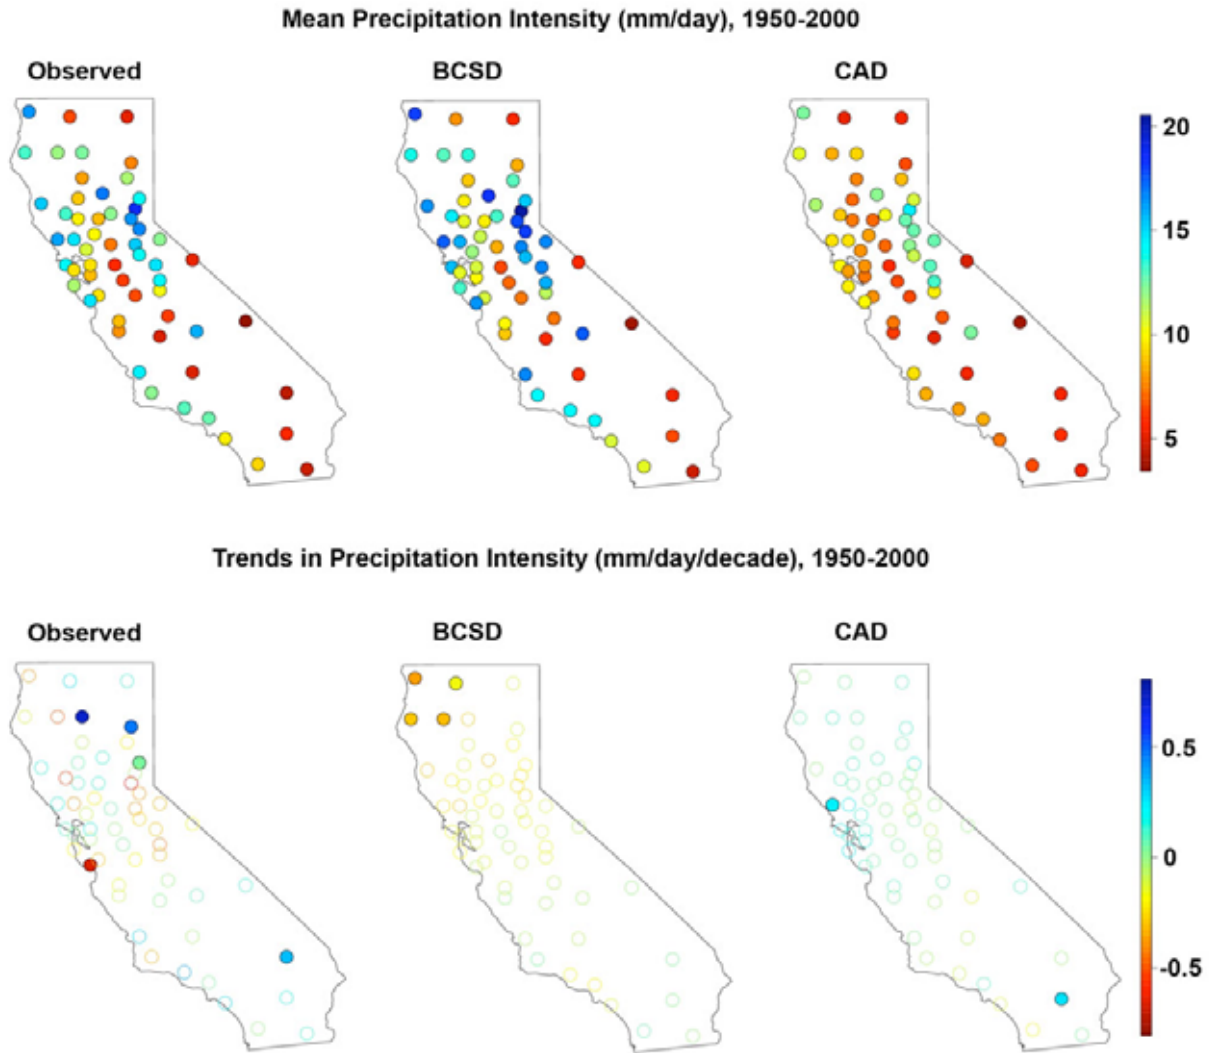 Mean Precipitation Intensity (mm/day), 1950-2000
Observed
BCSD
CAD
20
15
10
5
Trends in Precipitation Intensity (mm/day/decade), 1950-2000
Observed
BCSD
CAD
0.5
0
-0.5